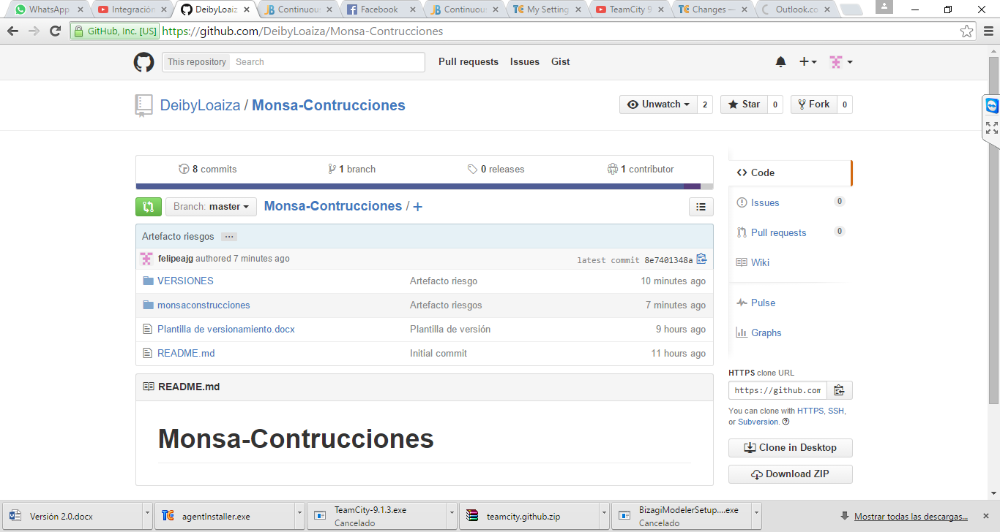 WhatsApp
Integración
DeibyLoaiz
Continuous
Facebook
Continuous
My Setting
TeamCity 9
Changes —
Outlook.co
GitHub, Inc. [US] https://github.com/DeibyLoaiza/Monsa-Contrucciones
This repository Search Pull requests Issues Gist
DeibyLoaiza / Monsa-Contrucciones
Unwatch 2 Star 0 Fork 0
8 commits 1 branch 0 releases 1 contributor
Branch: master Monsa-Contrucciones / +
Artefacto riesgos ...
felipeajg authored 7 minutes ago latest commit 8e7401348a
VERSIONES Artefacto riesgo 10 minutes ago
monsaconstrucciones Artefacto riesgos 7 minutes ago
Plantilla de versionamiento.docx Plantilla de versión 9 hours ago
README.md Initial commit 11 hours ago
README.md
Monsa-Contrucciones
Code
Issues 0
Pull requests 0
Wiki
Pulse
Graphs
HTTPS clone URL
https://github.com
You can clone with HTTPS, SSH,
or Subversion.
Clone in Desktop
Download ZIP
Versión 2.0.docx
agentInstaller.exe
TeamCity-9.1.3.exe
Cancelado
teamcity.github.zip
BizagiModelerSetup....exe
Cancelado
Mostrar todas las descargas...